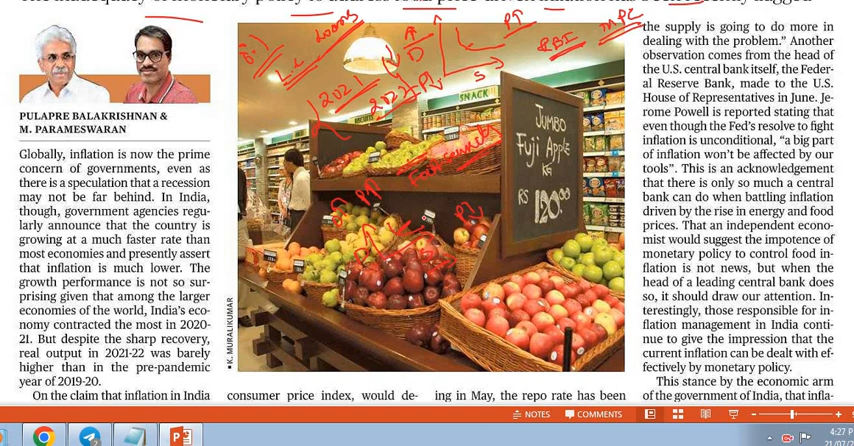 PULAPRE BALAKRISHNAN &
M. PARAMESWARAN
Globally, inflation is now the prime
concern of governments, even as
there is a speculation that a recession
may not be far behind. In India,
though, government agencies regu-
larly announce that the country is
growing at a much faster rate than
most economies and presently assert
that inflation is much lower. The
growth performance is not so sur-
prising given that among the larger
economies of the world, India's eco-
nomy contracted the most in 2020-
21. But despite the sharp recovery,
real output in 2021-22 was barely
higher than in the pre-pandemic
year of 2019-20.
On the claim that inflation in India
2021
2022
RBI
MPC
S
SNACK
JUMBO
Fuji Apple
KG
RS 120.00
K. MURALIKUMAR
consumer price index, would de-
ing in May, the repo rate has been
the supply is going to do more in
dealing with the problem." Another
observation comes from the head of
the U.S. central bank itself, the Feder-
al Reserve Bank, made to the U.S.
House of Representatives in June. Je-
rome Powell is reported stating that
even though the Fed's resolve to fight
inflation is unconditional, "a big part
of inflation won't be affected by our
tools". This is an acknowledgement
that there is only so much a central
bank can do when battling inflation
driven by the rise in energy and food
prices. That an independent econo-
mist would suggest the impotence of
monetary policy to control food in-
flation is not news, but when the
head of a leading central bank does
so, it should draw our attention. In-
terestingly, those responsible for in-
flation management in India conti-
nue to give the impression that the
current inflation can be dealt with ef-
fectively by monetary policy.
This stance by the economic arm
of the government of India, that infla-
NOTES
COMMENTS
4:27 P
21/07/2